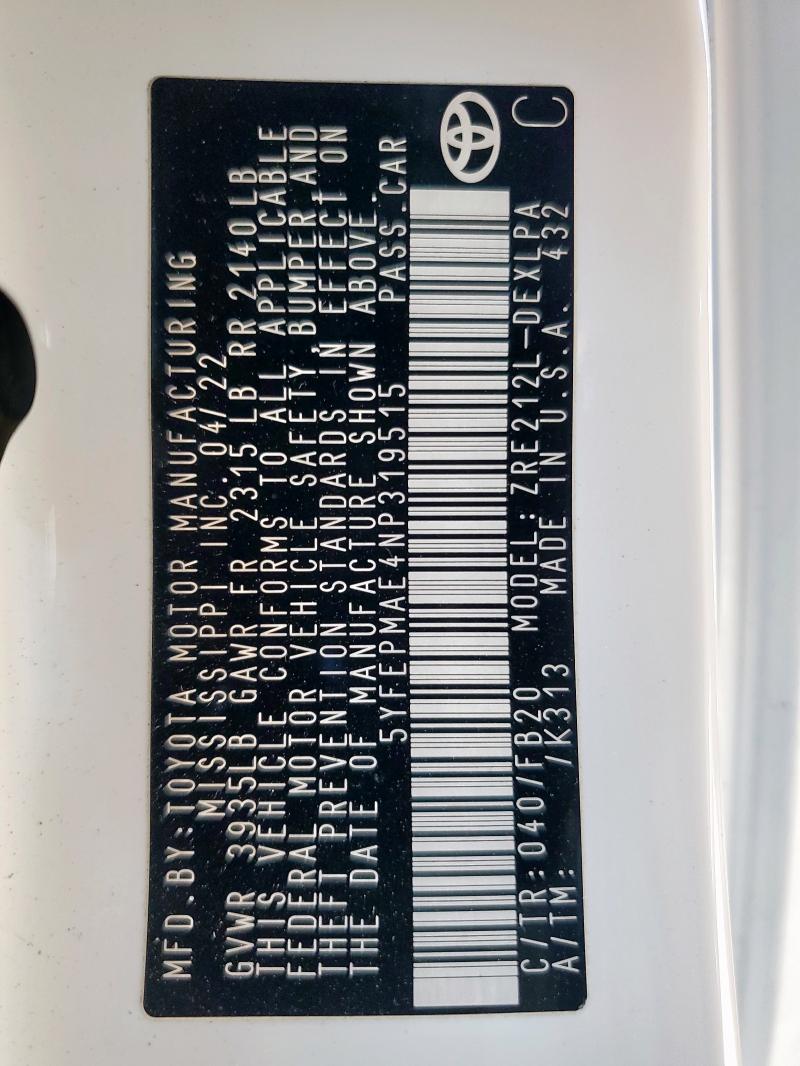 MFD.BY:TOYOTA MOTOR MANUFACTURING
MISSISSIPPI INC. 04/22
GVWR 3935LB GAWR FR 2315 LB RR 2140LB
THIS VEHICLE CONFORMS TO ALL APPLICABLE
FEDERAL MOTOR VEHICLE SAFETY, BUMPER AND
THEFT PREVENTION STANDARDS IN EFFECT ON
THE DATE OF MANUFACTURE SHOWN ABOVE.
5YFEPMAE4NP319515 PASS.CAR
C/TR: 040/FB20 MODEL: ZRE212L-DEXLPA C
A/TM: /K313 MADE IN U.S.A. 432